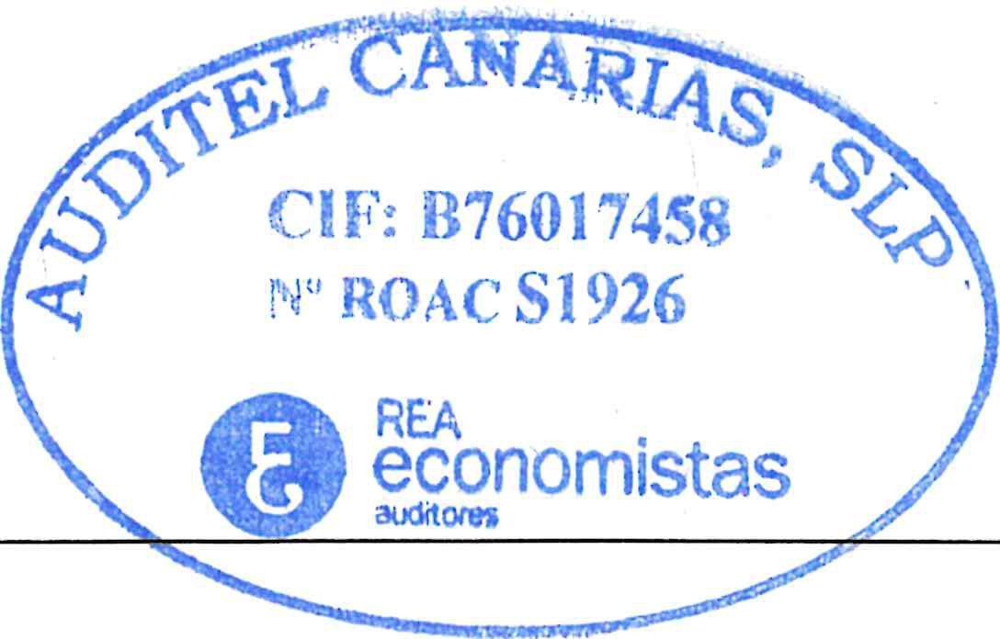 AUDITEL CANARIAS, SLP
CIF: B76017458
Nº ROAC S1926
REA
economistas
auditores